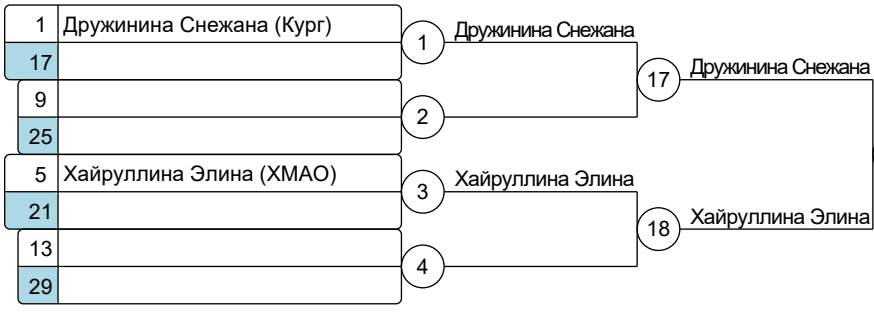 1 Дружинина Снежана (Кург)
17
1 Дружинина Снежана
9
25
2
17 Дружинина Снежана
5 Хайруллина Элина (ХМАО)
21
3 Хайруллина Элина
13
29
4
18 Хайруллина Элина